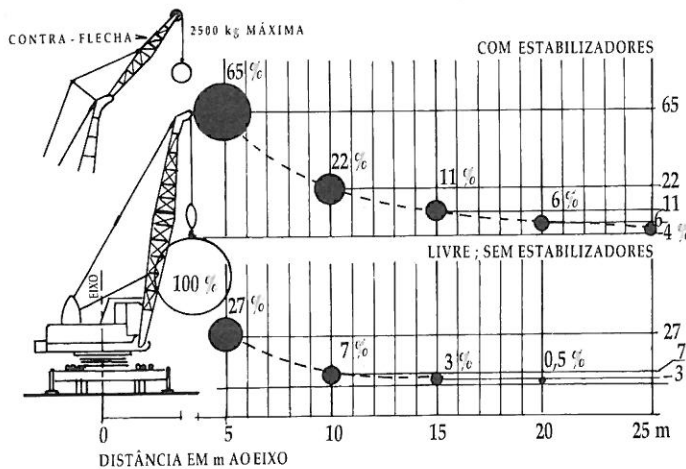 CONTRA - FLECHA
2500 kg MÁXIMA
COM ESTABILIZADORES
65 %
65
22 %
22
11 %
11
6 %
6
4 %
LIVRE ; SEM ESTABILIZADORES
EIXO
100 %
27 %
27
7 %
7
3 %
3
0,5 %
0 5 10 15 20 25 m
DISTÂNCIA EM m AO EIXO